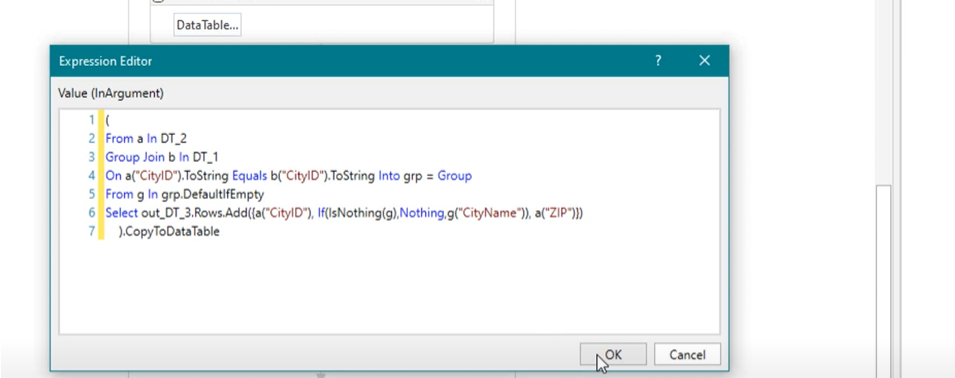 DataTable...
Expression Editor
? ×
Value (InArgument)
1 (
2 From a In DT_2
3 Group Join b In DT_1
4 On a("CityID").ToString Equals b("CityID").ToString Into grp = Group
5 From g In grp.DefaultIfEmpty
6 Select out_DT_3.Rows.Add({a("CityID"), If(IsNothing(g),Nothing,g("CityName")), a("ZIP")})
7 ).CopyToDataTable
OK Cancel